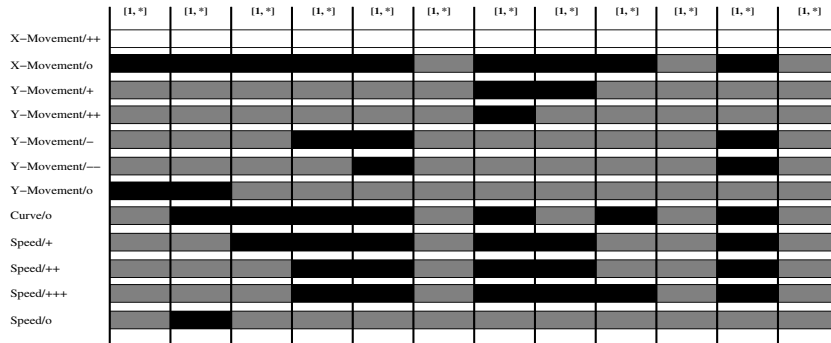 [1, *] [1, *] [1, *] [1, *] [1, *] [1, *] [1, *] [1, *] [1, *] [1, *] [1, *] [1, *]
X−Movement/++
X−Movement/o
Y−Movement/+
Y−Movement/++
Y−Movement/−
Y−Movement/−−
Y−Movement/o
Curve/o
Speed/+
Speed/++
Speed/+++
Speed/o